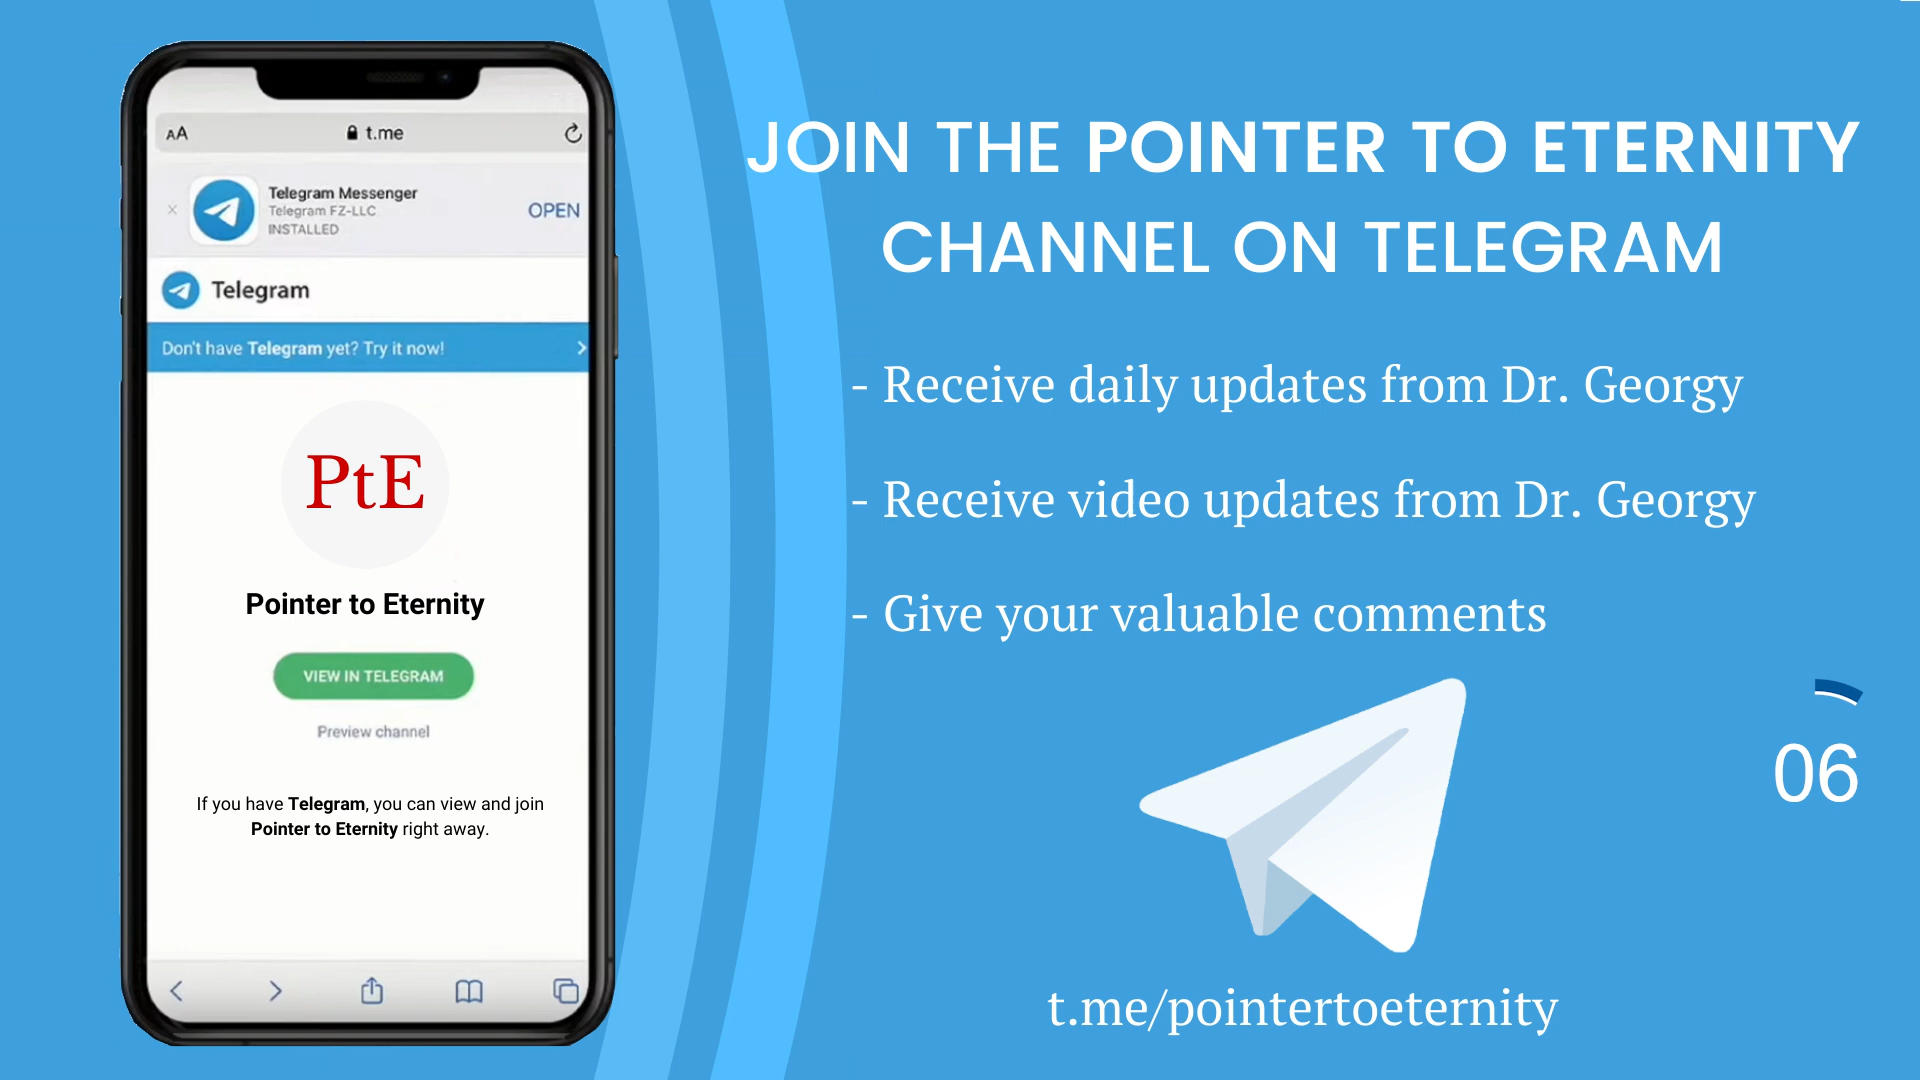 AA
t.me
Telegram Messenger
Telegram FZ-LLC
INSTALLED
OPEN
Telegram
Don't have Telegram yet? Try it now!
PtE
Pointer to Eternity
VIEW IN TELEGRAM
Preview channel
If you have Telegram, you can view and join
Pointer to Eternity right away.
JOIN THE POINTER TO ETERNITY
CHANNEL ON TELEGRAM
- Receive daily updates from Dr. Georgy
- Receive video updates from Dr. Georgy
- Give your valuable comments
06
t.me/pointertoeternity